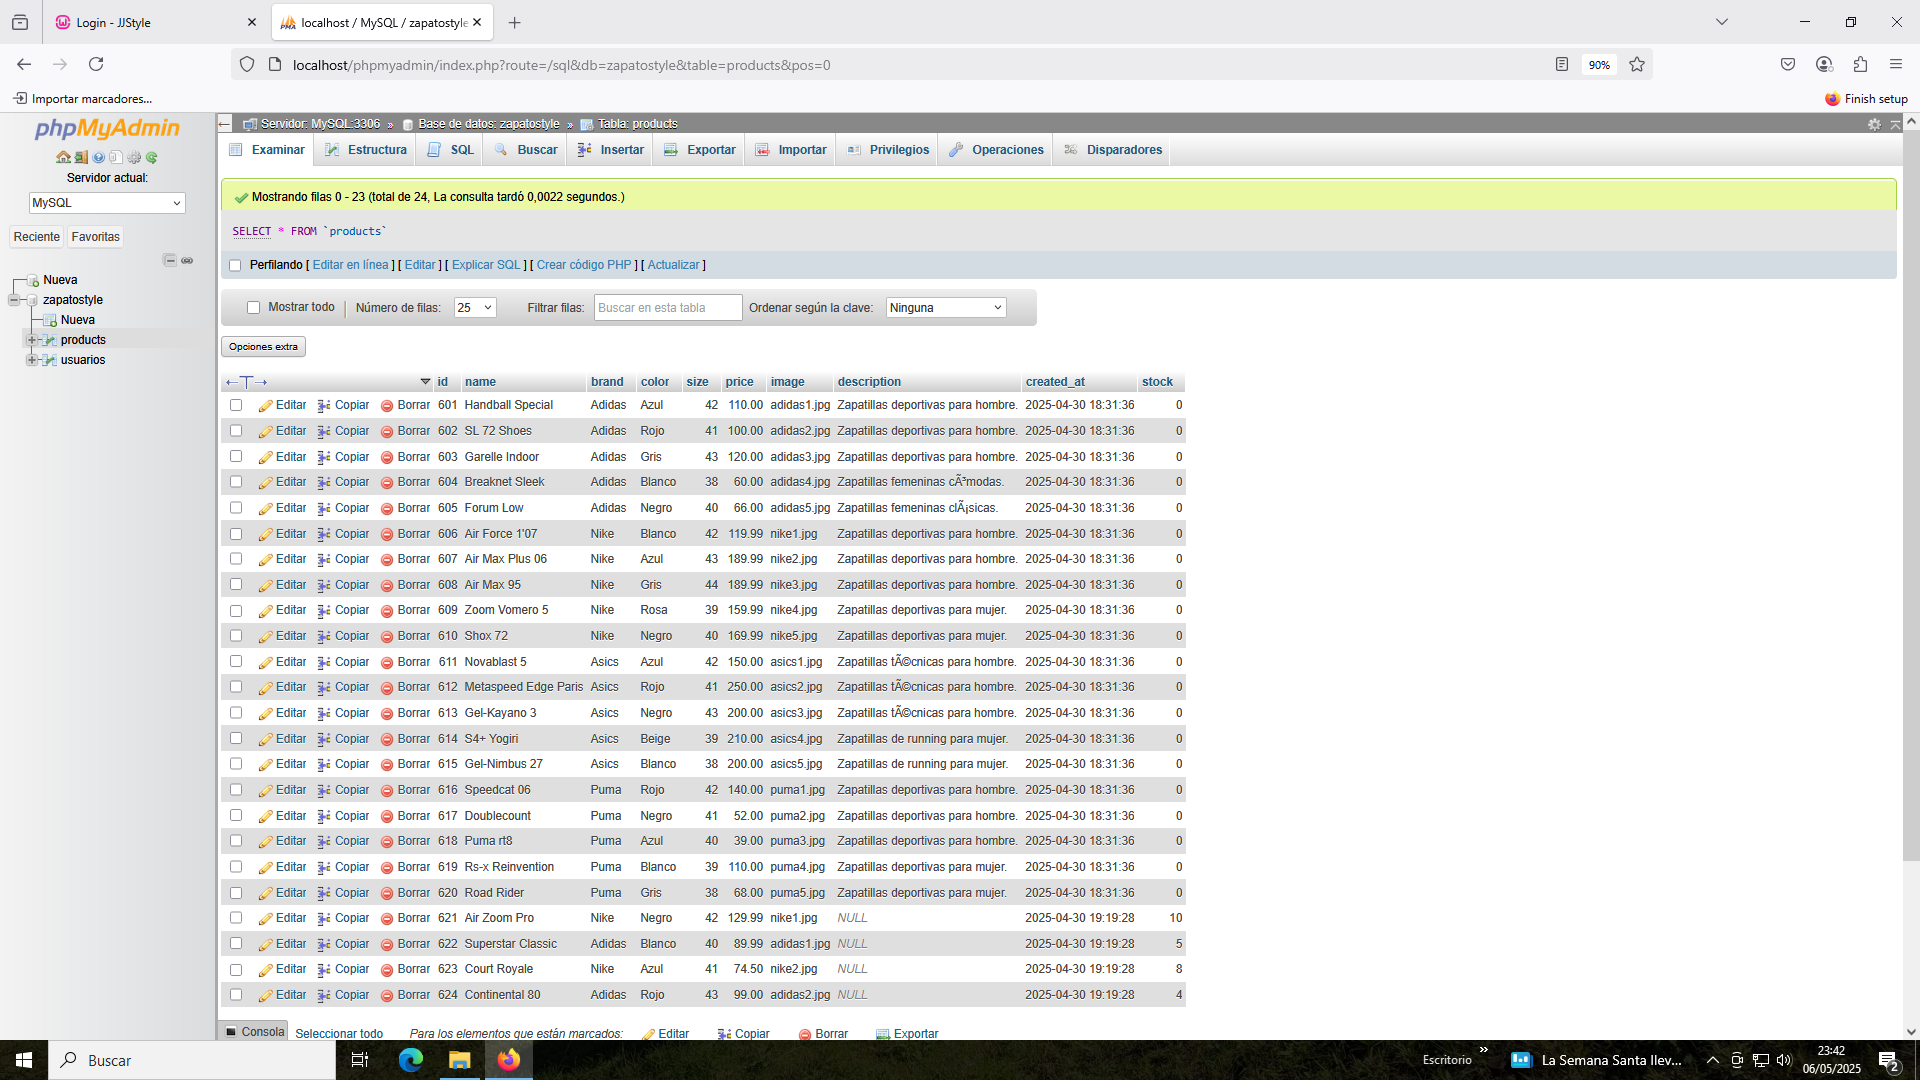 Login - JJStyle
localhost / MySQL / zapatostyle
localhost/phpmyadmin/index.php?route=/sql&db=zapatostyle&table=products&pos=0
90%
Importar marcadores...
Finish setup
phpMyAdmin
Servidor actual:
MySQL
Reciente Favoritas
Nueva
zapatostyle
Nueva
products
usuarios
Servidor: MySQL:3306 » Base de datos: zapatostyle » Tabla: products
Examinar Estructura SQL Buscar Insertar Exportar Importar Privilegios Operaciones Disparadores
Mostrando filas 0 - 23 (total de 24, La consulta tardó 0,0022 segundos.)
SELECT * FROM `products`
Perfilando [ Editar en línea ] [ Editar ] [ Explicar SQL ] [ Crear código PHP ] [ Actualizar ]
Mostrar todo Número de filas: 25 Filtrar filas: Buscar en esta tabla Ordenar según la clave: Ninguna
Opciones extra
←T→ id name brand color size price image description created_at stock
Editar Copiar Borrar 601 Handball Special Adidas Azul 42 110.00 adidas1.jpg Zapatillas deportivas para hombre. 2025-04-30 18:31:36 0
Editar Copiar Borrar 602 SL 72 Shoes Adidas Rojo 41 100.00 adidas2.jpg Zapatillas deportivas para hombre. 2025-04-30 18:31:36 0
Editar Copiar Borrar 603 Garelle Indoor Adidas Gris 43 120.00 adidas3.jpg Zapatillas deportivas para hombre. 2025-04-30 18:31:36 0
Editar Copiar Borrar 604 Breaknet Sleek Adidas Blanco 38 60.00 adidas4.jpg Zapatillas femeninas cÃ³modas. 2025-04-30 18:31:36 0
Editar Copiar Borrar 605 Forum Low Adidas Negro 40 66.00 adidas5.jpg Zapatillas femeninas clÃ¡sicas. 2025-04-30 18:31:36 0
Editar Copiar Borrar 606 Air Force 1'07 Nike Blanco 42 119.99 nike1.jpg Zapatillas deportivas para hombre. 2025-04-30 18:31:36 0
Editar Copiar Borrar 607 Air Max Plus 06 Nike Azul 43 189.99 nike2.jpg Zapatillas deportivas para hombre. 2025-04-30 18:31:36 0
Editar Copiar Borrar 608 Air Max 95 Nike Gris 44 189.99 nike3.jpg Zapatillas deportivas para hombre. 2025-04-30 18:31:36 0
Editar Copiar Borrar 609 Zoom Vomero 5 Nike Rosa 39 159.99 nike4.jpg Zapatillas deportivas para mujer. 2025-04-30 18:31:36 0
Editar Copiar Borrar 610 Shox 72 Nike Negro 40 169.99 nike5.jpg Zapatillas deportivas para mujer. 2025-04-30 18:31:36 0
Editar Copiar Borrar 611 Novablast 5 Asics Azul 42 150.00 asics1.jpg Zapatillas tÃ©cnicas para hombre. 2025-04-30 18:31:36 0
Editar Copiar Borrar 612 Metaspeed Edge Paris Asics Rojo 41 250.00 asics2.jpg Zapatillas tÃ©cnicas para hombre. 2025-04-30 18:31:36 0
Editar Copiar Borrar 613 Gel-Kayano 3 Asics Negro 43 200.00 asics3.jpg Zapatillas tÃ©cnicas para hombre. 2025-04-30 18:31:36 0
Editar Copiar Borrar 614 S4+ Yogiri Asics Beige 39 210.00 asics4.jpg Zapatillas de running para mujer. 2025-04-30 18:31:36 0
Editar Copiar Borrar 615 Gel-Nimbus 27 Asics Blanco 38 200.00 asics5.jpg Zapatillas de running para mujer. 2025-04-30 18:31:36 0
Editar Copiar Borrar 616 Speedcat 06 Puma Rojo 42 140.00 puma1.jpg Zapatillas deportivas para hombre. 2025-04-30 18:31:36 0
Editar Copiar Borrar 617 Doublecount Puma Negro 41 52.00 puma2.jpg Zapatillas deportivas para hombre. 2025-04-30 18:31:36 0
Editar Copiar Borrar 618 Puma rt8 Puma Azul 40 39.00 puma3.jpg Zapatillas deportivas para hombre. 2025-04-30 18:31:36 0
Editar Copiar Borrar 619 Rs-x Reinvention Puma Blanco 39 110.00 puma4.jpg Zapatillas deportivas para mujer. 2025-04-30 18:31:36 0
Editar Copiar Borrar 620 Road Rider Puma Gris 38 68.00 puma5.jpg Zapatillas deportivas para mujer. 2025-04-30 18:31:36 0
Editar Copiar Borrar 621 Air Zoom Pro Nike Negro 42 129.99 nike1.jpg NULL 2025-04-30 19:19:28 10
Editar Copiar Borrar 622 Superstar Classic Adidas Blanco 40 89.99 adidas1.jpg NULL 2025-04-30 19:19:28 5
Editar Copiar Borrar 623 Court Royale Nike Azul 41 74.50 nike2.jpg NULL 2025-04-30 19:19:28 8
Editar Copiar Borrar 624 Continental 80 Adidas Rojo 43 99.00 adidas2.jpg NULL 2025-04-30 19:19:28 4
Consola Seleccionar todo Para los elementos que están marcados: Editar Copiar Borrar Exportar
Buscar
Escritorio » La Semana Santa llev...
23:42
06/05/2025
2